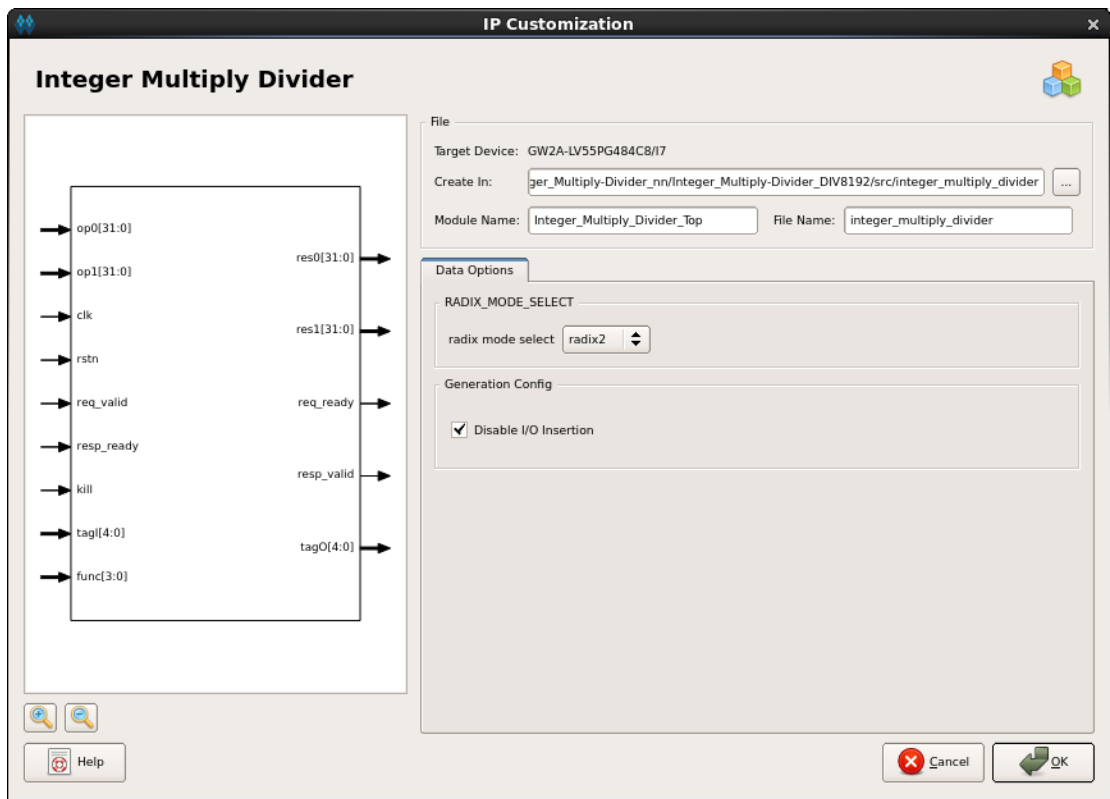 IP Customization
Integer Multiply Divider
op0[31:0]
op1[31:0]
clk
rstn
req_valid
resp_ready
kill
tagI[4:0]
func[3:0]
res0[31:0]
res1[31:0]
req_ready
resp_valid
tagO[4:0]
File
Target Device: GW2A-LV55PG484C8/I7
Create In: ger_Multiply-Divider_nn/Integer_Multiply-Divider_DIV8192/src/integer_multiply_divider ...
Module Name: Integer_Multiply_Divider_Top File Name: integer_multiply_divider
Data Options
RADIX_MODE_SELECT
radix mode select radix2
Generation Config
Disable I/O Insertion
Help
Cancel OK